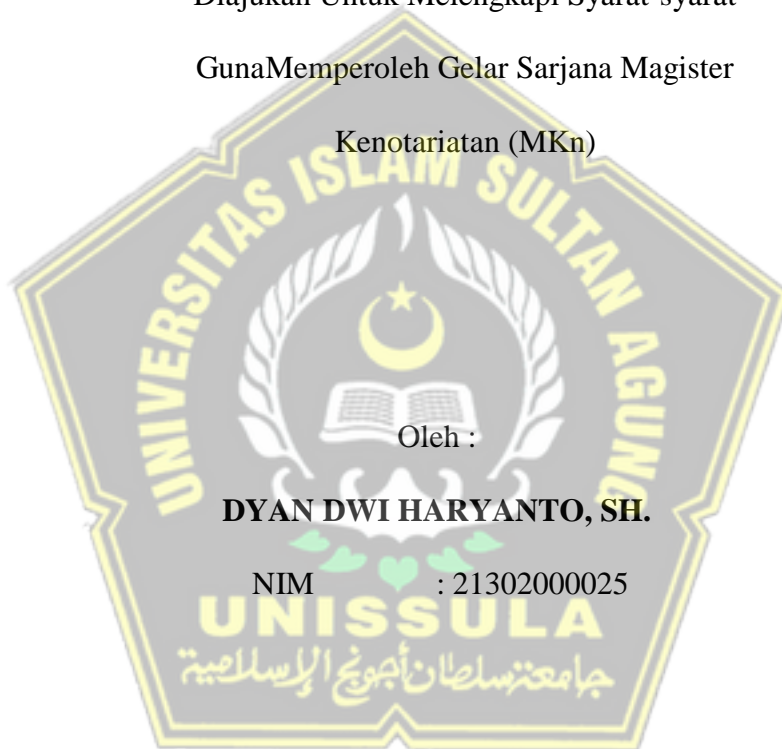 Diajukan Untuk Melengkapi Syarat-syarat
GunaMemperoleh Gelar Sarjana Magister
Kenotariatan (MKn)
UNIVERSITAS ISLAM SULTAN AGUNG
Oleh :
DYAN DWI HARYANTO, SH.
NIM : 21302000025
UNISSULA
جامعة سلطان أجونج الإسلامية